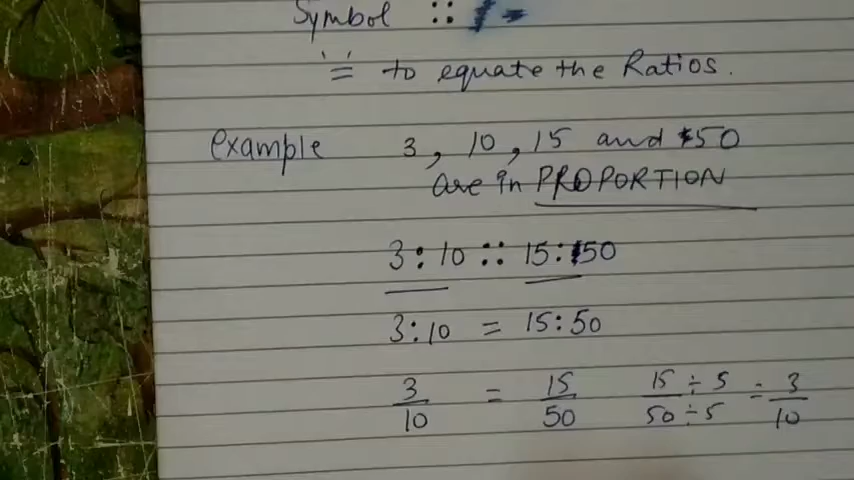 Symbol ::
'=' to equate the Ratios.
Example 3, 10, 15 and 50
are in PROPORTION
3:10 :: 15:50
3:10 = 15:50
3/10 = 15/50 15÷5/50÷5 = 3/10